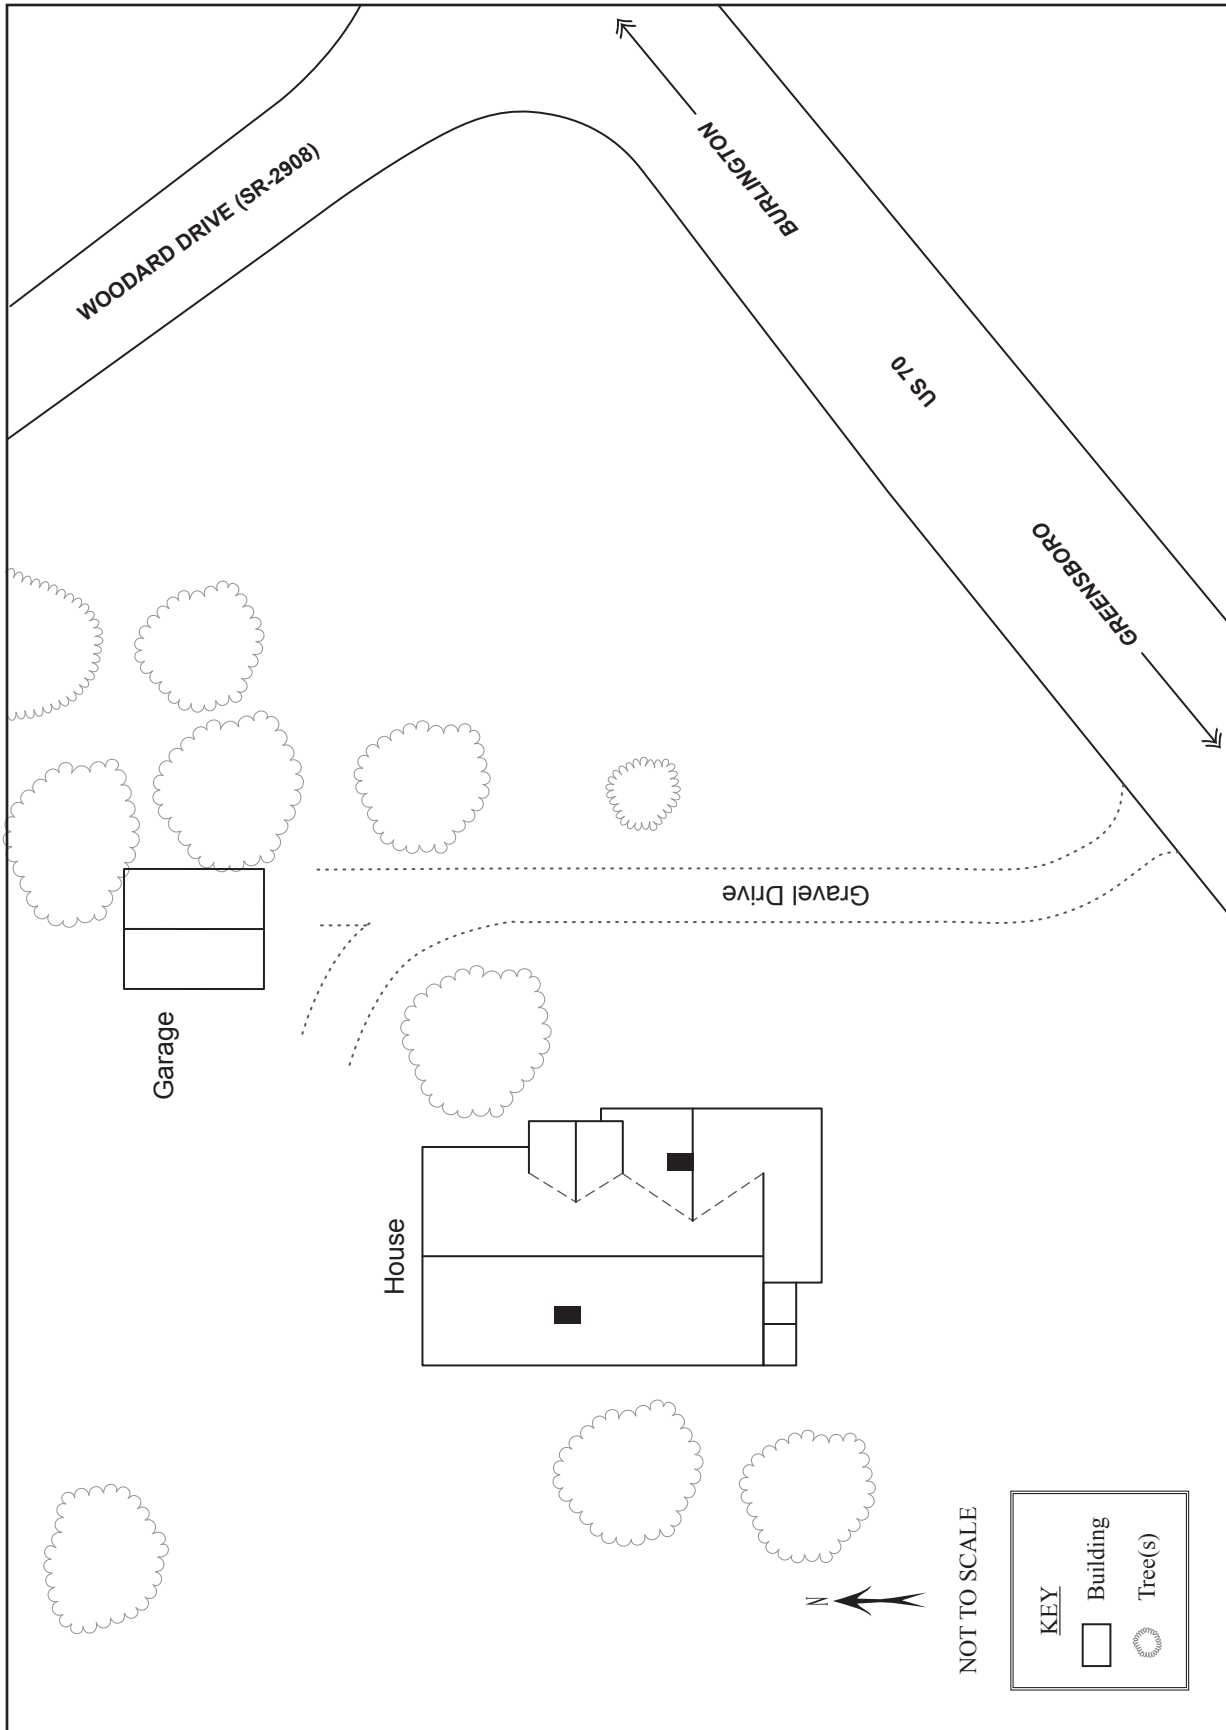 WOODARD DRIVE (SR-2908)
BURLINGTON
US 70
GREENSBORO
Gravel Drive
Garage
House
N
NOT TO SCALE
KEY
Building
Tree(s)